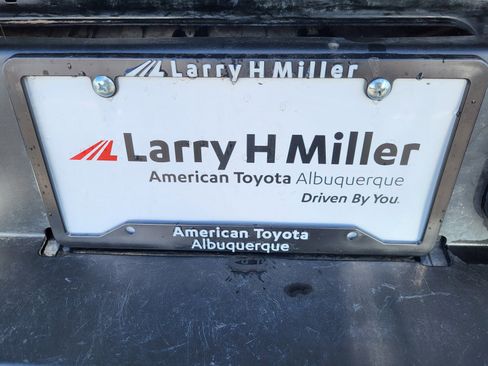 Larry H Miller
Larry H Miller
American Toyota Albuquerque
Driven By You.
American Toyota
Albuquerque